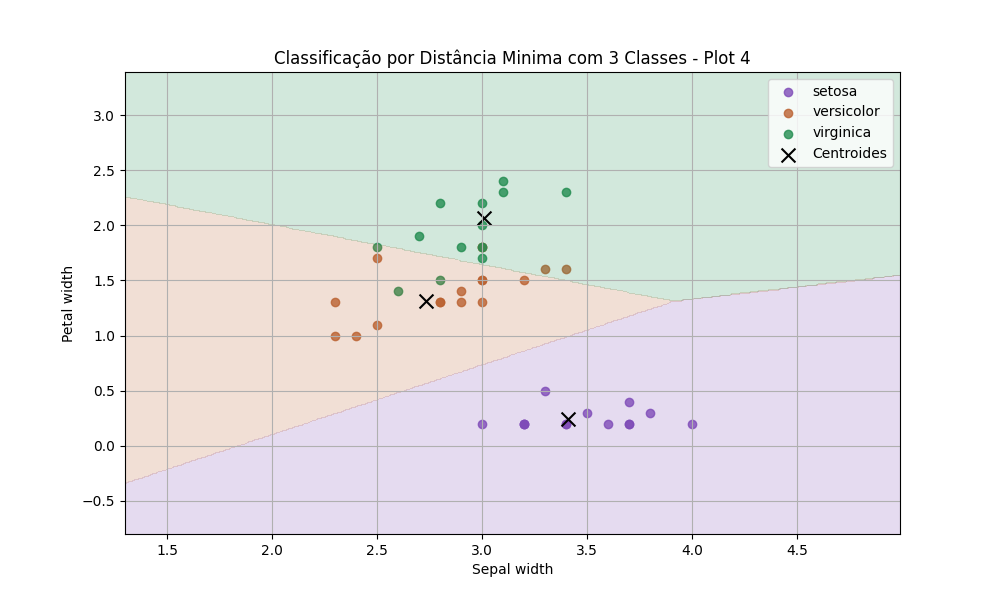 Classificação por Distância Minima com 3 Classes - Plot 4
setosa
versicolor
virginica
Centroides
3.0
2.5
2.0
1.5
1.0
0.5
0.0
−0.5
Petal width
1.5 2.0 2.5 3.0 3.5 4.0 4.5
Sepal width